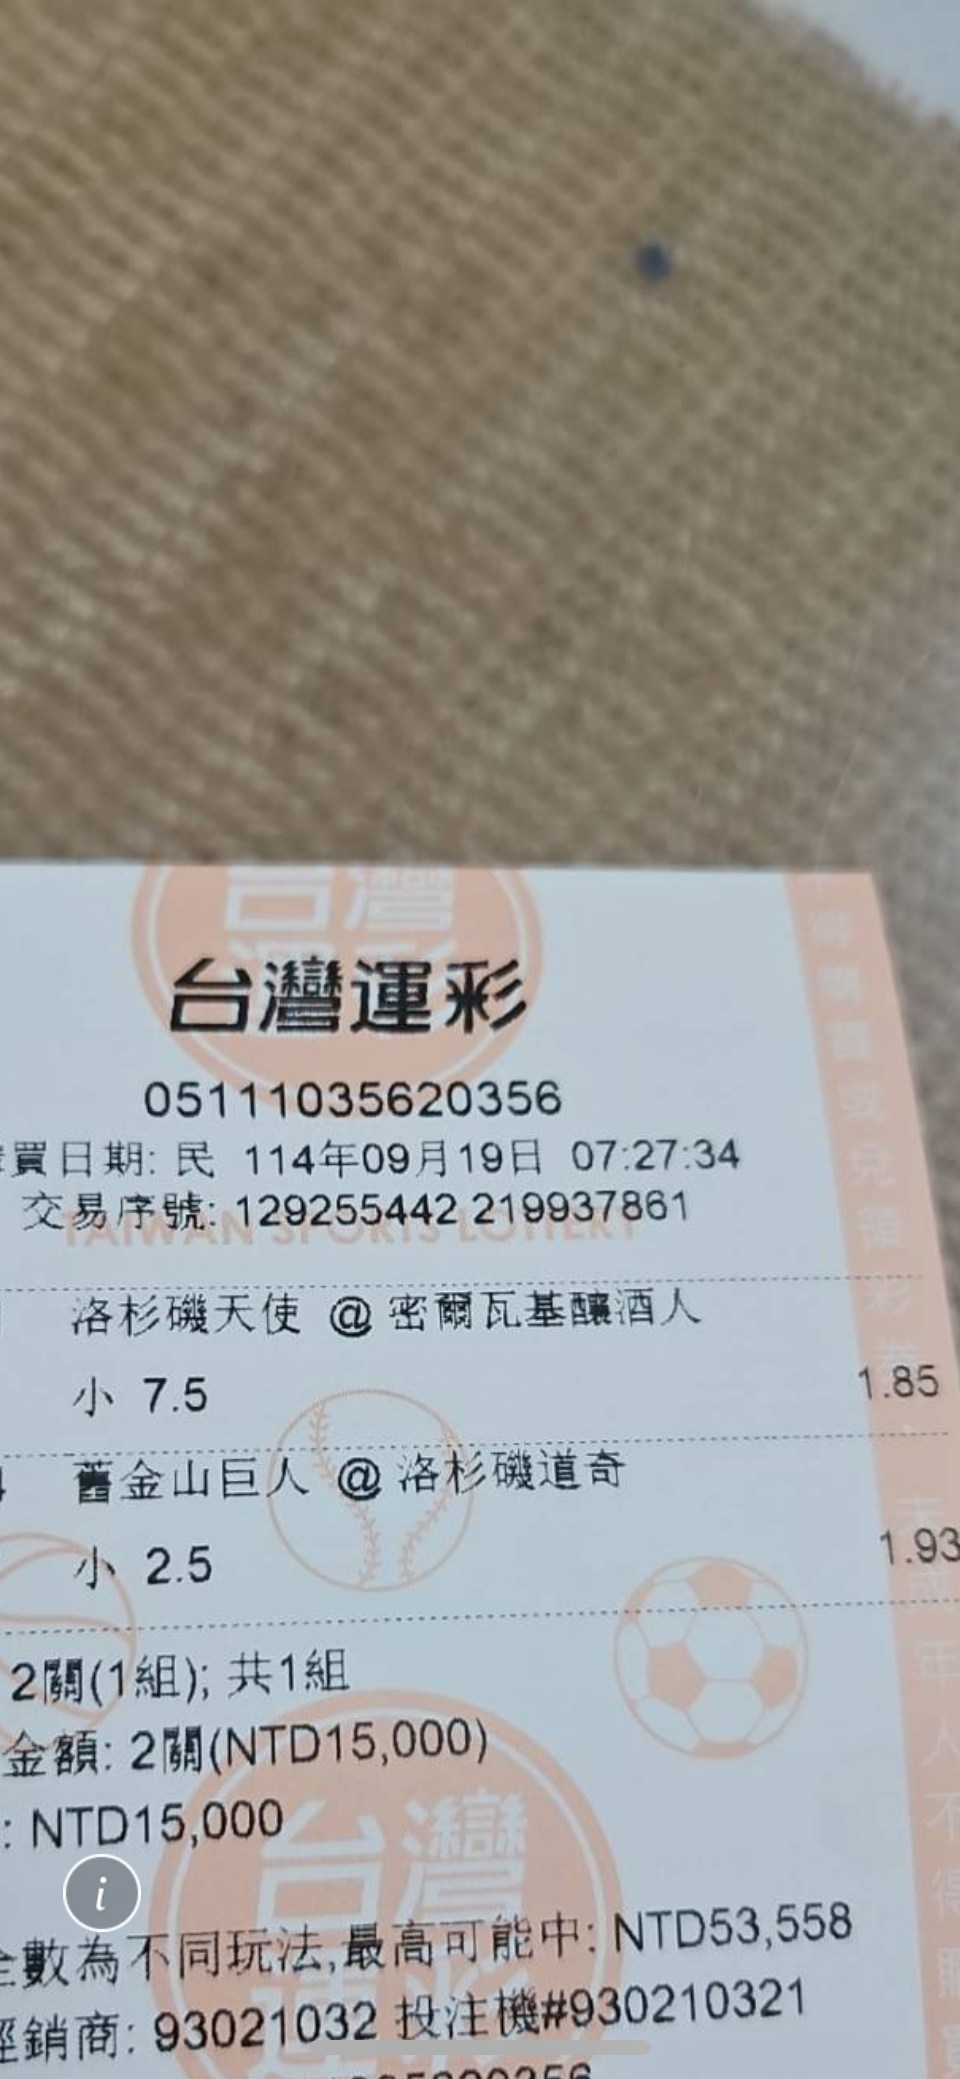 台灣運彩
05111035620356
買日期: 民 114年09月19日 07:27:34
交易序號: 129255442 219937861
TAIWAN SPORTS LOTTERY
洛杉磯天使 @ 密爾瓦基釀酒人
小 7.5 1.85
舊金山巨人 @ 洛杉磯道奇
小 2.5 1.93
2關(1組); 共1組
金額: 2關(NTD15,000)
: NTD15,000
全數為不同玩法,最高可能中: NTD53,558
經銷商: 93021032 投注機#930210321